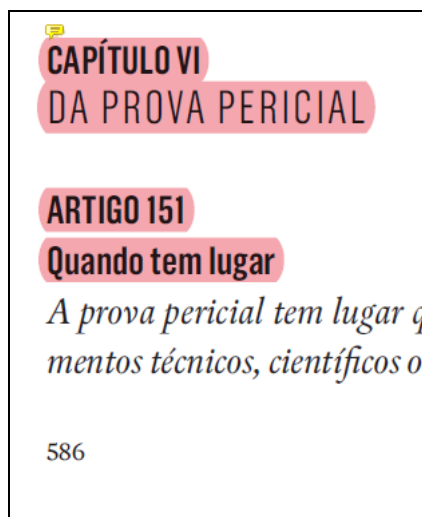 CAPÍTULO VI
DA PROVA PERICIAL
ARTIGO 151
Quando tem lugar
A prova pericial tem lugar
mentos técnicos, científicos o
586